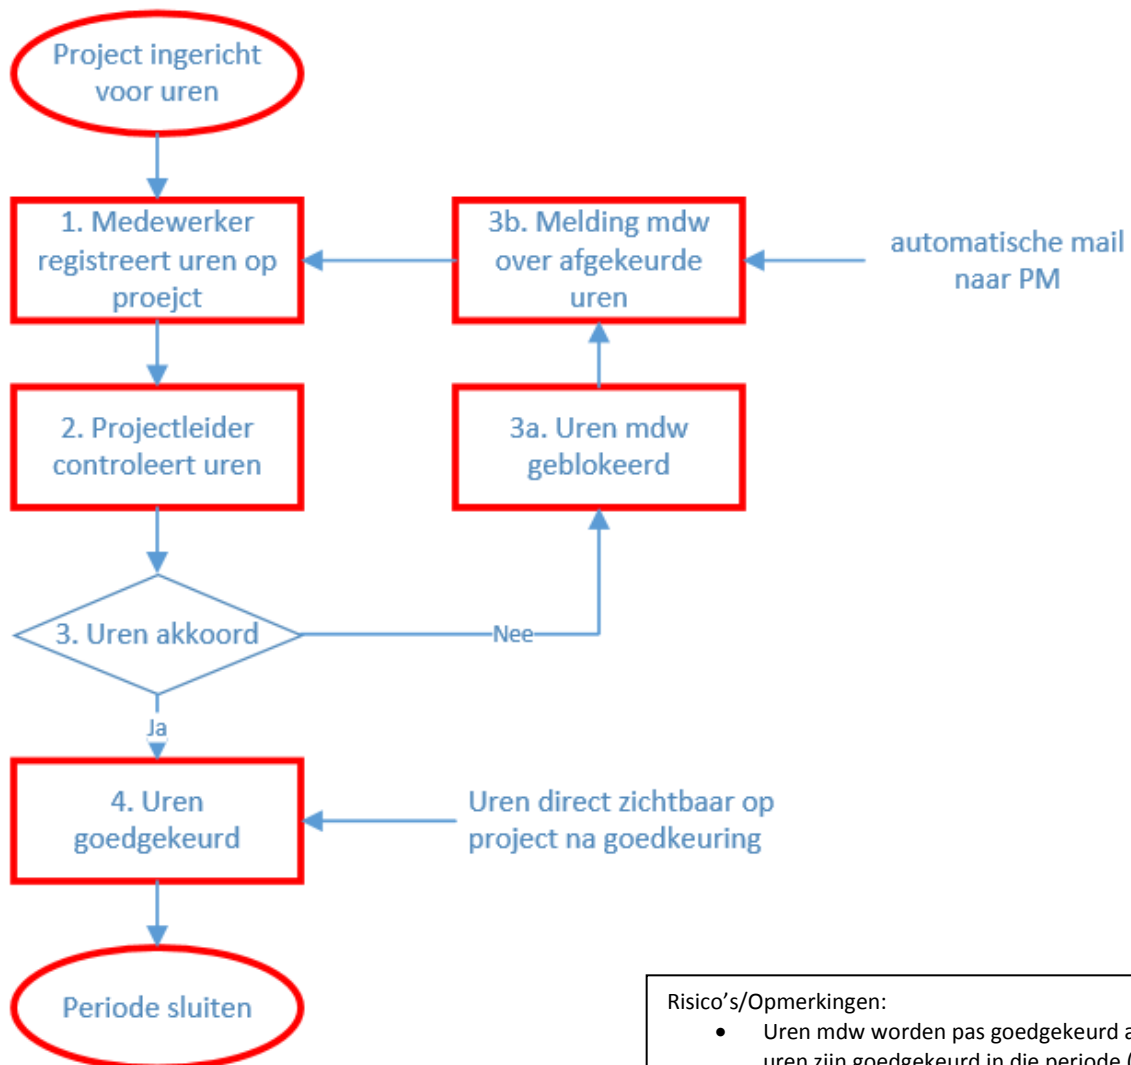 Project ingericht
voor uren
1. Medewerker
registreert uren op
proejct
3b. Melding mdw
over afgekeurde
uren
automatische mail
naar PM
2. Projectleider
controleert uren
3a. Uren mdw
geblokeerd
3. Uren akkoord
Nee
Ja
4. Uren
goedgekeurd
Uren direct zichtbaar op
project na goedkeuring
Periode sluiten
Risico's/Opmerkingen:
• Uren mdw worden pas goedgekeurd a
uren zijn goedgekeurd in die periode (